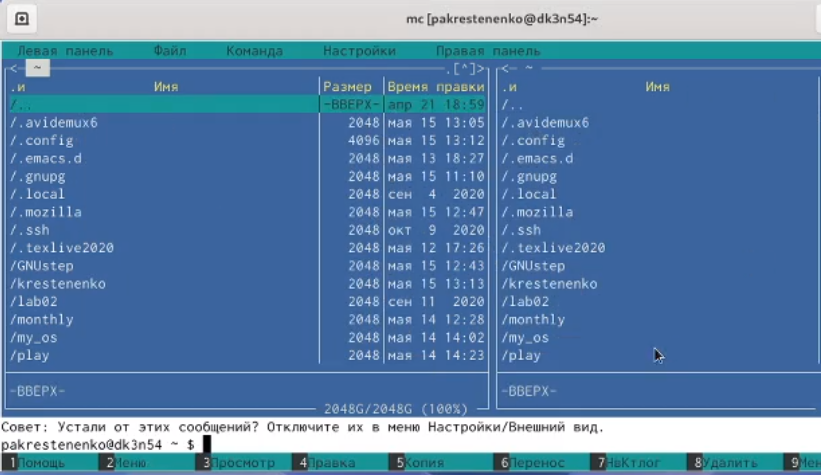 mc [pakrestenenko@dk3n54]:~
Левая панель Файл Команда Настройки Правая панель
<- ~ .[^]> <- ~
.и Имя Размер Время правки .и Имя
/.. -ВВЕРХ- апр 21 18:59 /..
/.avidemux6 2048 мая 15 13:05 /.avidemux6
/.config 4096 мая 15 13:12 /.config
/.emacs.d 2048 мая 13 18:27 /.emacs.d
/.gnupg 2048 мая 15 11:10 /.gnupg
/.local 2048 сен 4 2020 /.local
/.mozilla 2048 мая 15 12:47 /.mozilla
/.ssh 2048 окт 9 2020 /.ssh
/.texlive2020 2048 мая 12 17:26 /.texlive2020
/GNUstep 2048 мая 15 12:43 /GNUstep
/krestenenko 2048 мая 15 13:13 /krestenenko
/lab02 2048 сен 11 2020 /lab02
/monthly 2048 мая 14 12:28 /monthly
/my_os 2048 мая 14 14:02 /my_os
/play 2048 мая 14 14:23 /play
-ВВЕРХ- -ВВЕРХ-
2048G/2048G (100%)
Совет: Устали от этих сообщений? Отключите их в меню Настройки/Внешний вид.
pakrestenenko@dk3n54 ~ $
1Помощь 2Меню 3Просмотр 4Правка 5Копия 6Перенос 7НвКтлог 8Удалить 9